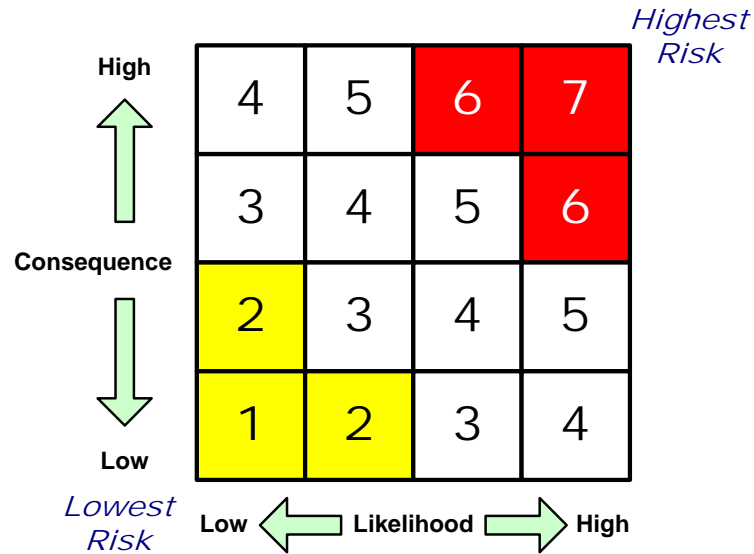 Highest
Risk
High
4 5 6 7
3 4 5 6
Consequence
2 3 4 5
1 2 3 4
Low
Lowest
Risk
Low Likelihood High